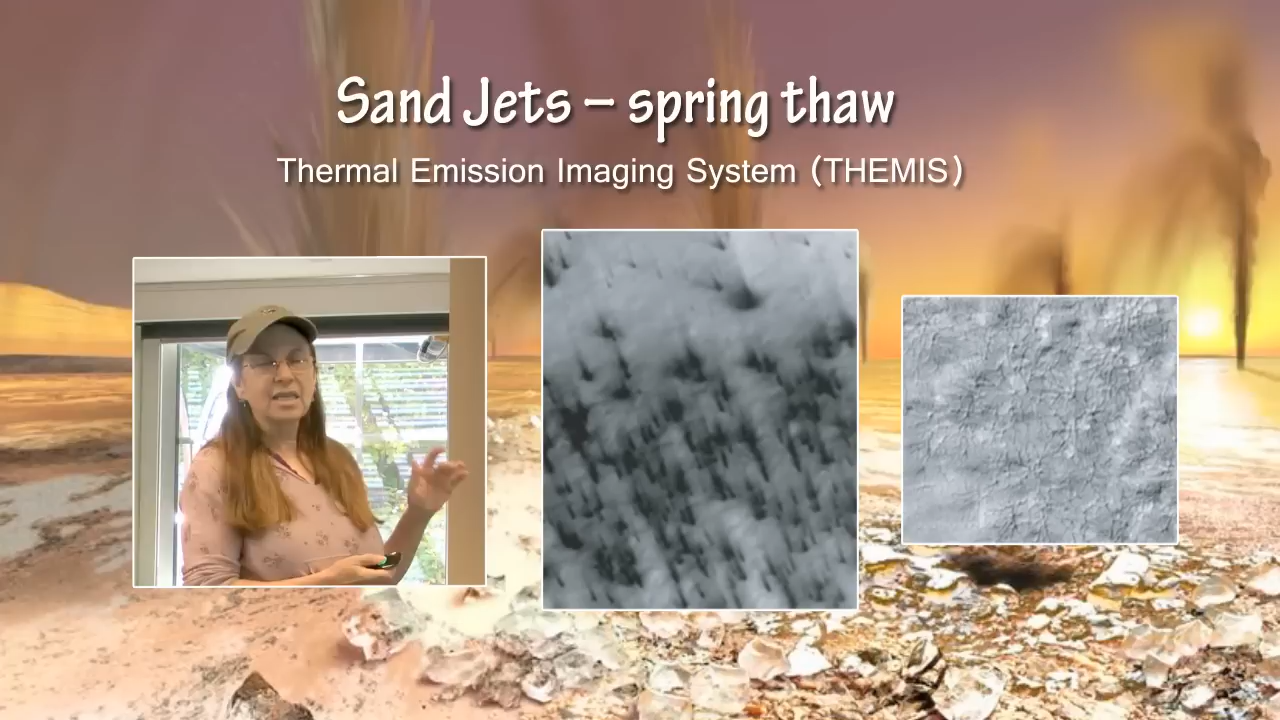 Sand Jets – spring thaw
Thermal Emission Imaging System (THEMIS)